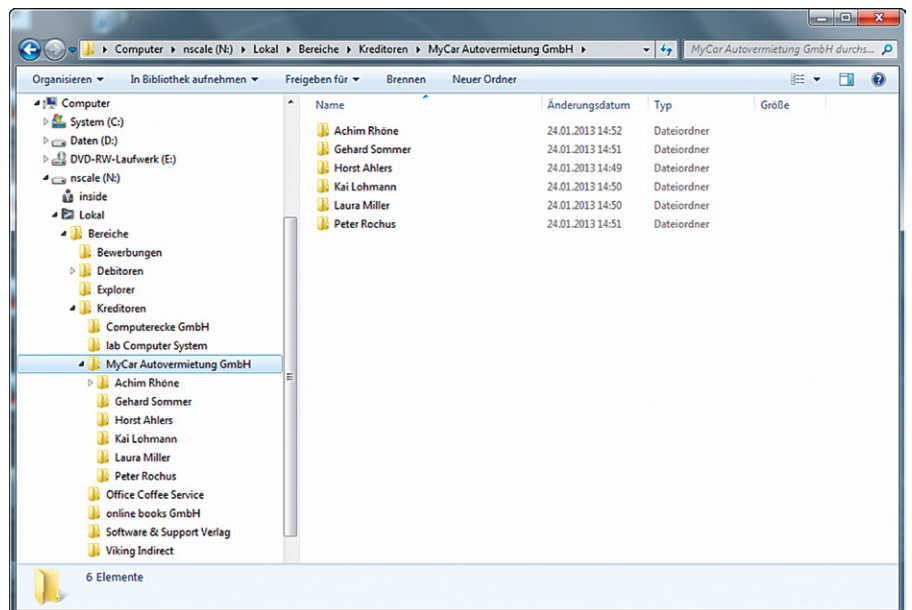 Computer ▸ nscale (N:) ▸ Lokal ▸ Bereiche ▸ Kreditoren ▸ MyCar Autovermietung GmbH ▸
MyCar Autovermietung GmbH durchs...
Organisieren In Bibliothek aufnehmen Freigeben für Brennen Neuer Ordner
Computer
System (C:)
Daten (D:)
DVD-RW-Laufwerk (E:)
nscale (N:)
inside
Lokal
Bereiche
Bewerbungen
Debitoren
Explorer
Kreditoren
Computerecke GmbH
lab Computer System
MyCar Autovermietung GmbH
Achim Rhöne
Gehard Sommer
Horst Ahlers
Kai Lohmann
Laura Miller
Peter Rochus
Office Coffee Service
online books GmbH
Software & Support Verlag
Viking Indirect
Name Änderungsdatum Typ Größe
Achim Rhöne 24.01.2013 14:52 Dateiordner
Gehard Sommer 24.01.2013 14:51 Dateiordner
Horst Ahlers 24.01.2013 14:49 Dateiordner
Kai Lohmann 24.01.2013 14:50 Dateiordner
Laura Miller 24.01.2013 14:50 Dateiordner
Peter Rochus 24.01.2013 14:51 Dateiordner
6 Elemente